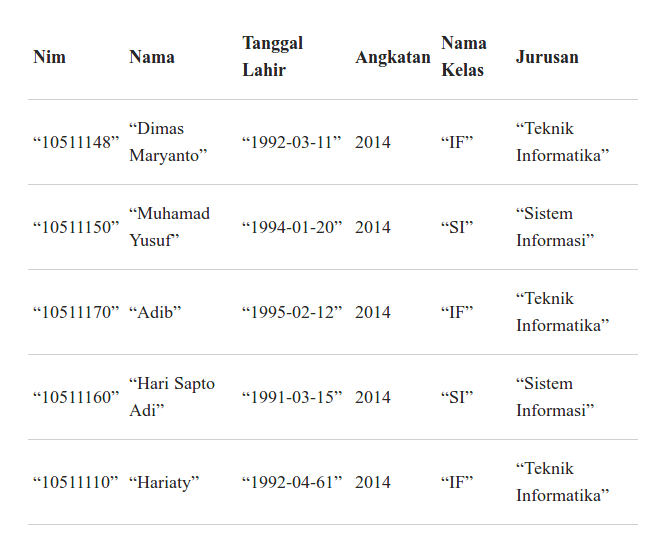 Nim Nama Tanggal Lahir Angkatan Nama Kelas Jurusan
“10511148” “Dimas Maryanto” “1992-03-11” 2014 “IF” “Teknik Informatika”
“10511150” “Muhamad Yusuf” “1994-01-20” 2014 “SI” “Sistem Informasi”
“10511170” “Adib” “1995-02-12” 2014 “IF” “Teknik Informatika”
“10511160” “Hari Sapto Adi” “1991-03-15” 2014 “SI” “Sistem Informasi”
“10511110” “Hariaty” “1992-04-61” 2014 “IF” “Teknik Informatika”